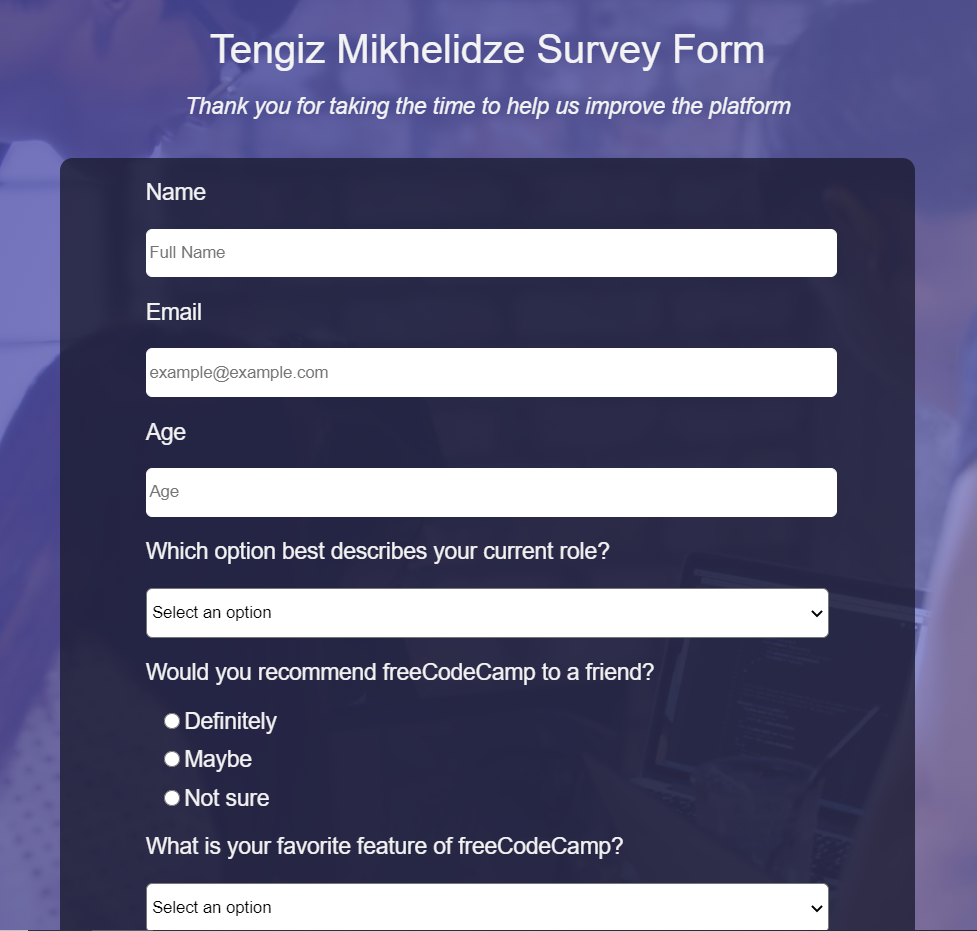 Tengiz Mikhelidze Survey Form
Thank you for taking the time to help us improve the platform
Name
Full Name
Email
example@example.com
Age
Age
Which option best describes your current role?
Select an option
Would you recommend freeCodeCamp to a friend?
Definitely
Maybe
Not sure
What is your favorite feature of freeCodeCamp?
Select an option